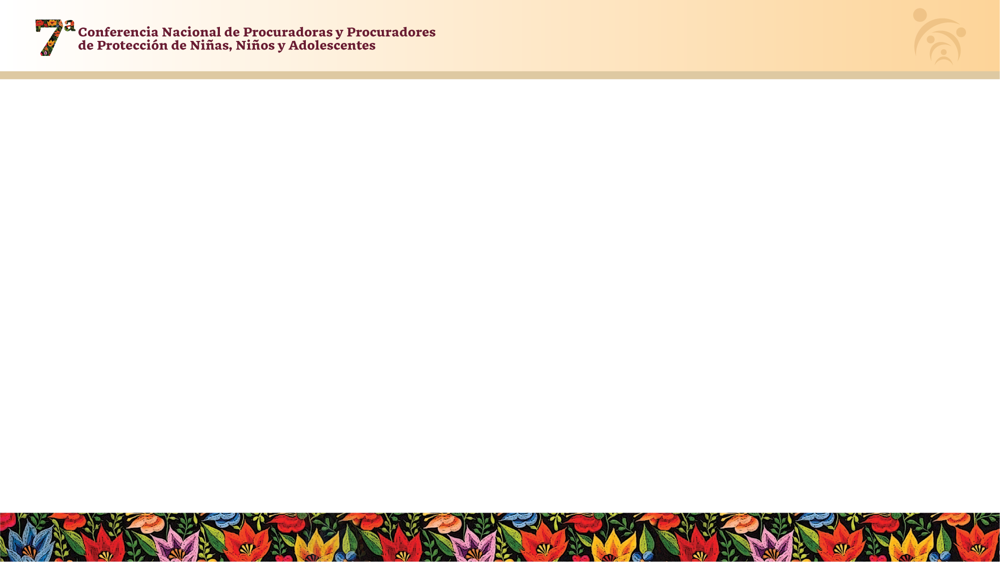 7ª Conferencia Nacional de Procuradoras y Procuradores
de Protección de Niñas, Niños y Adolescentes